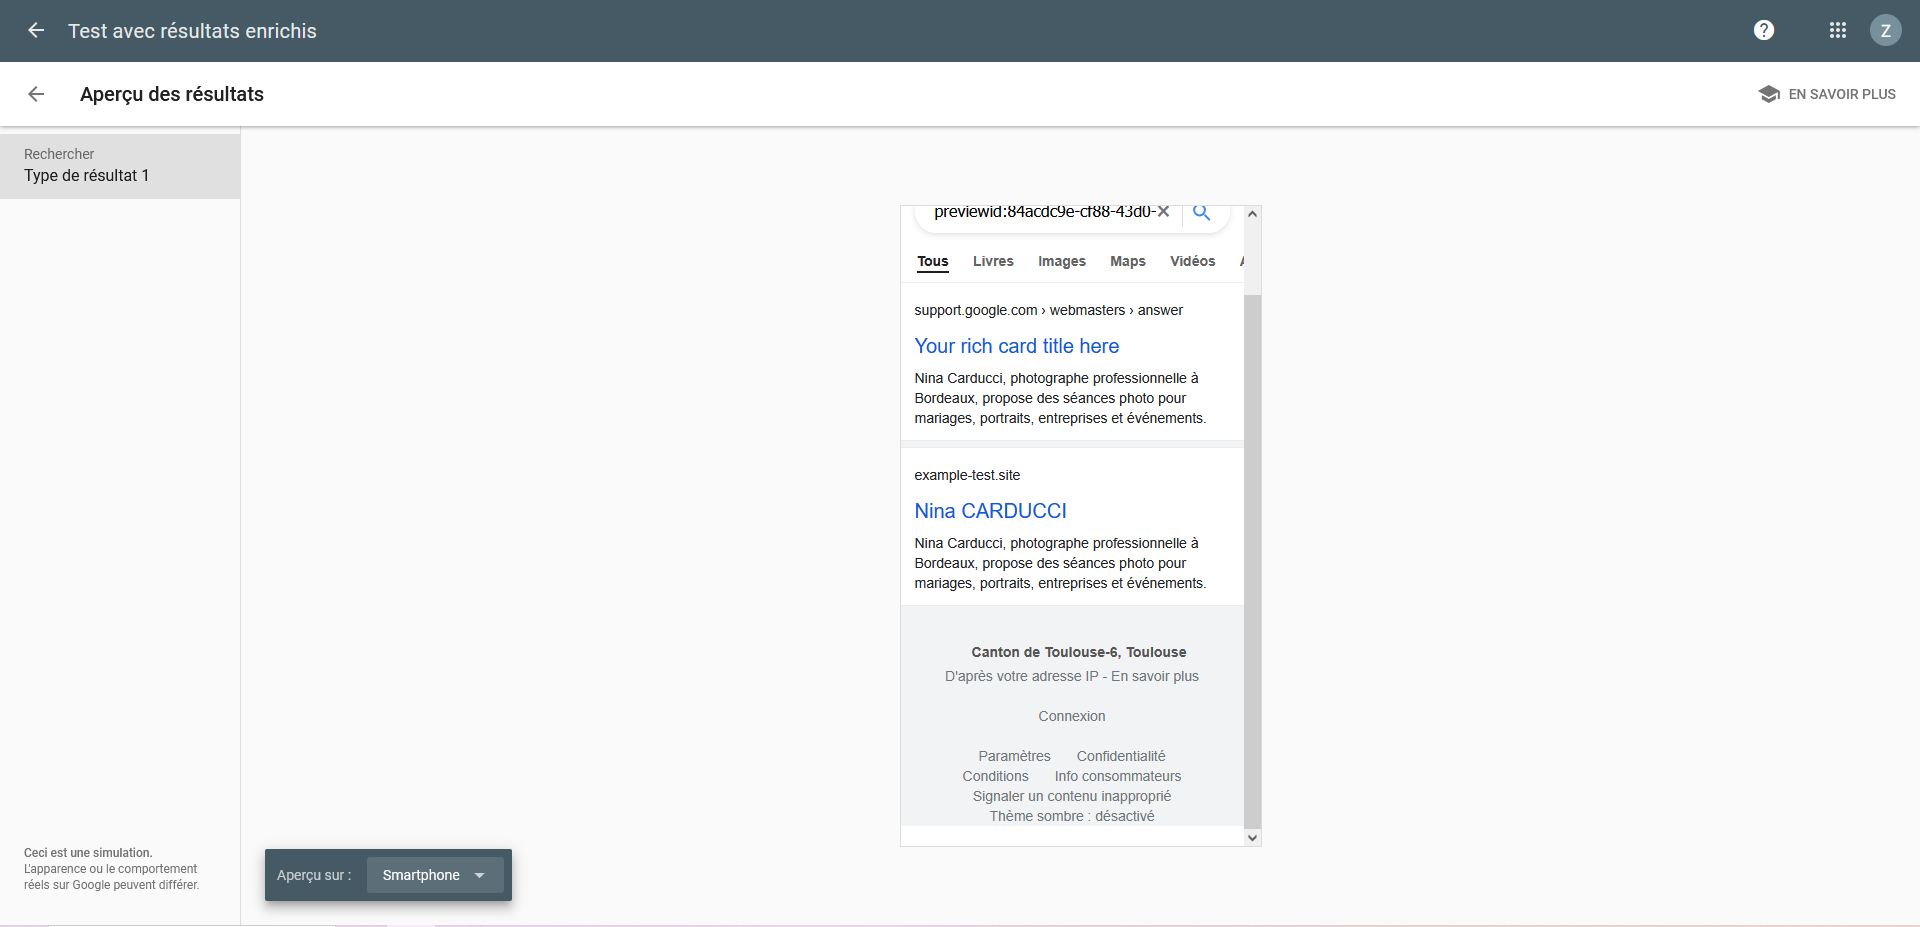 Test avec résultats enrichis
Z
Aperçu des résultats
EN SAVOIR PLUS
Rechercher
Type de résultat 1
previewid:84acdc9e-cf88-43d0-
Tous Livres Images Maps Vidéos
support.google.com › webmasters › answer
Your rich card title here
Nina Carducci, photographe professionnelle à
Bordeaux, propose des séances photo pour
mariages, portraits, entreprises et événements.
example-test.site
Nina CARDUCCI
Nina Carducci, photographe professionnelle à
Bordeaux, propose des séances photo pour
mariages, portraits, entreprises et événements.
Canton de Toulouse-6, Toulouse
D'après votre adresse IP - En savoir plus
Connexion
Paramètres Confidentialité
Conditions Info consommateurs
Signaler un contenu inapproprié
Thème sombre : désactivé
Ceci est une simulation.
L'apparence ou le comportement
réels sur Google peuvent différer.
Aperçu sur : Smartphone